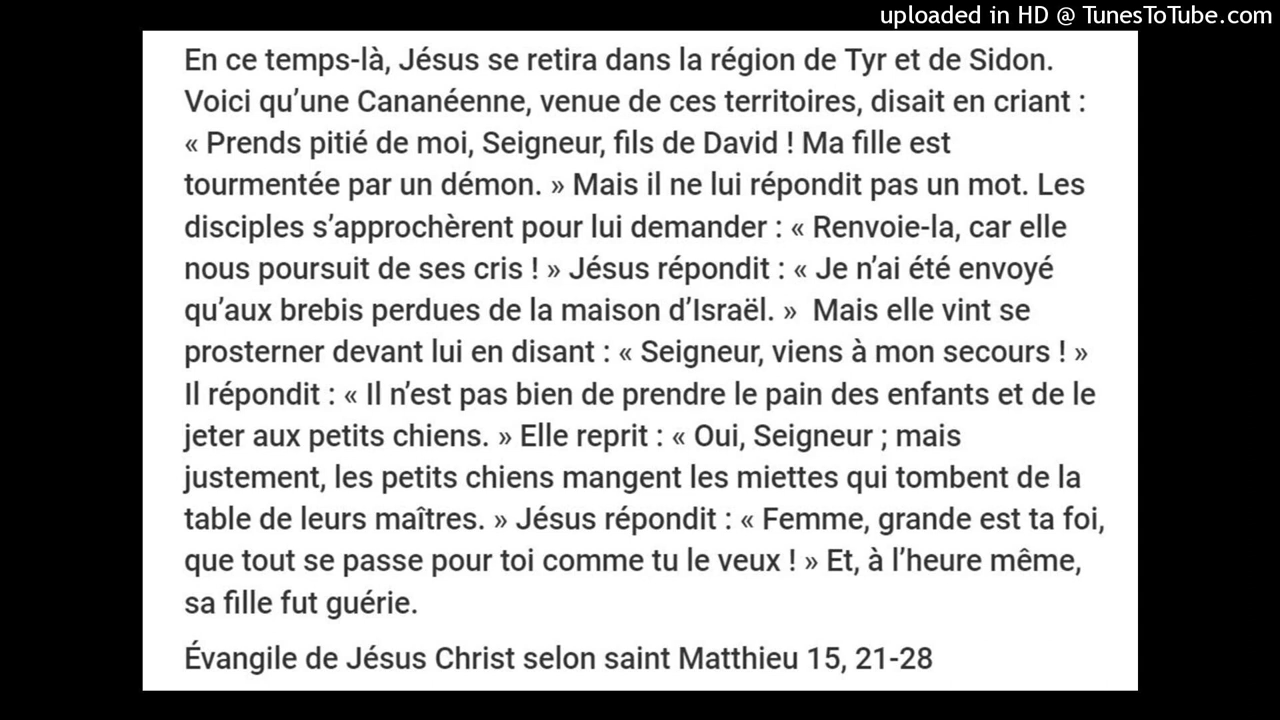 uploaded in HD @ TunesToTube.com
En ce temps-là, Jésus se retira dans la région de Tyr et de Sidon.
Voici qu’une Cananéenne, venue de ces territoires, disait en criant :
« Prends pitié de moi, Seigneur, fils de David ! Ma fille est
tourmentée par un démon. » Mais il ne lui répondit pas un mot. Les
disciples s’approchèrent pour lui demander : « Renvoie-la, car elle
nous poursuit de ses cris ! » Jésus répondit : « Je n’ai été envoyé
qu’aux brebis perdues de la maison d’Israël. »  Mais elle vint se
prosterner devant lui en disant : « Seigneur, viens à mon secours ! »
Il répondit : « Il n’est pas bien de prendre le pain des enfants et de le
jeter aux petits chiens. » Elle reprit : « Oui, Seigneur ; mais
justement, les petits chiens mangent les miettes qui tombent de la
table de leurs maîtres. » Jésus répondit : « Femme, grande est ta foi,
que tout se passe pour toi comme tu le veux ! » Et, à l’heure même,
sa fille fut guérie.
Évangile de Jésus Christ selon saint Matthieu 15, 21-28